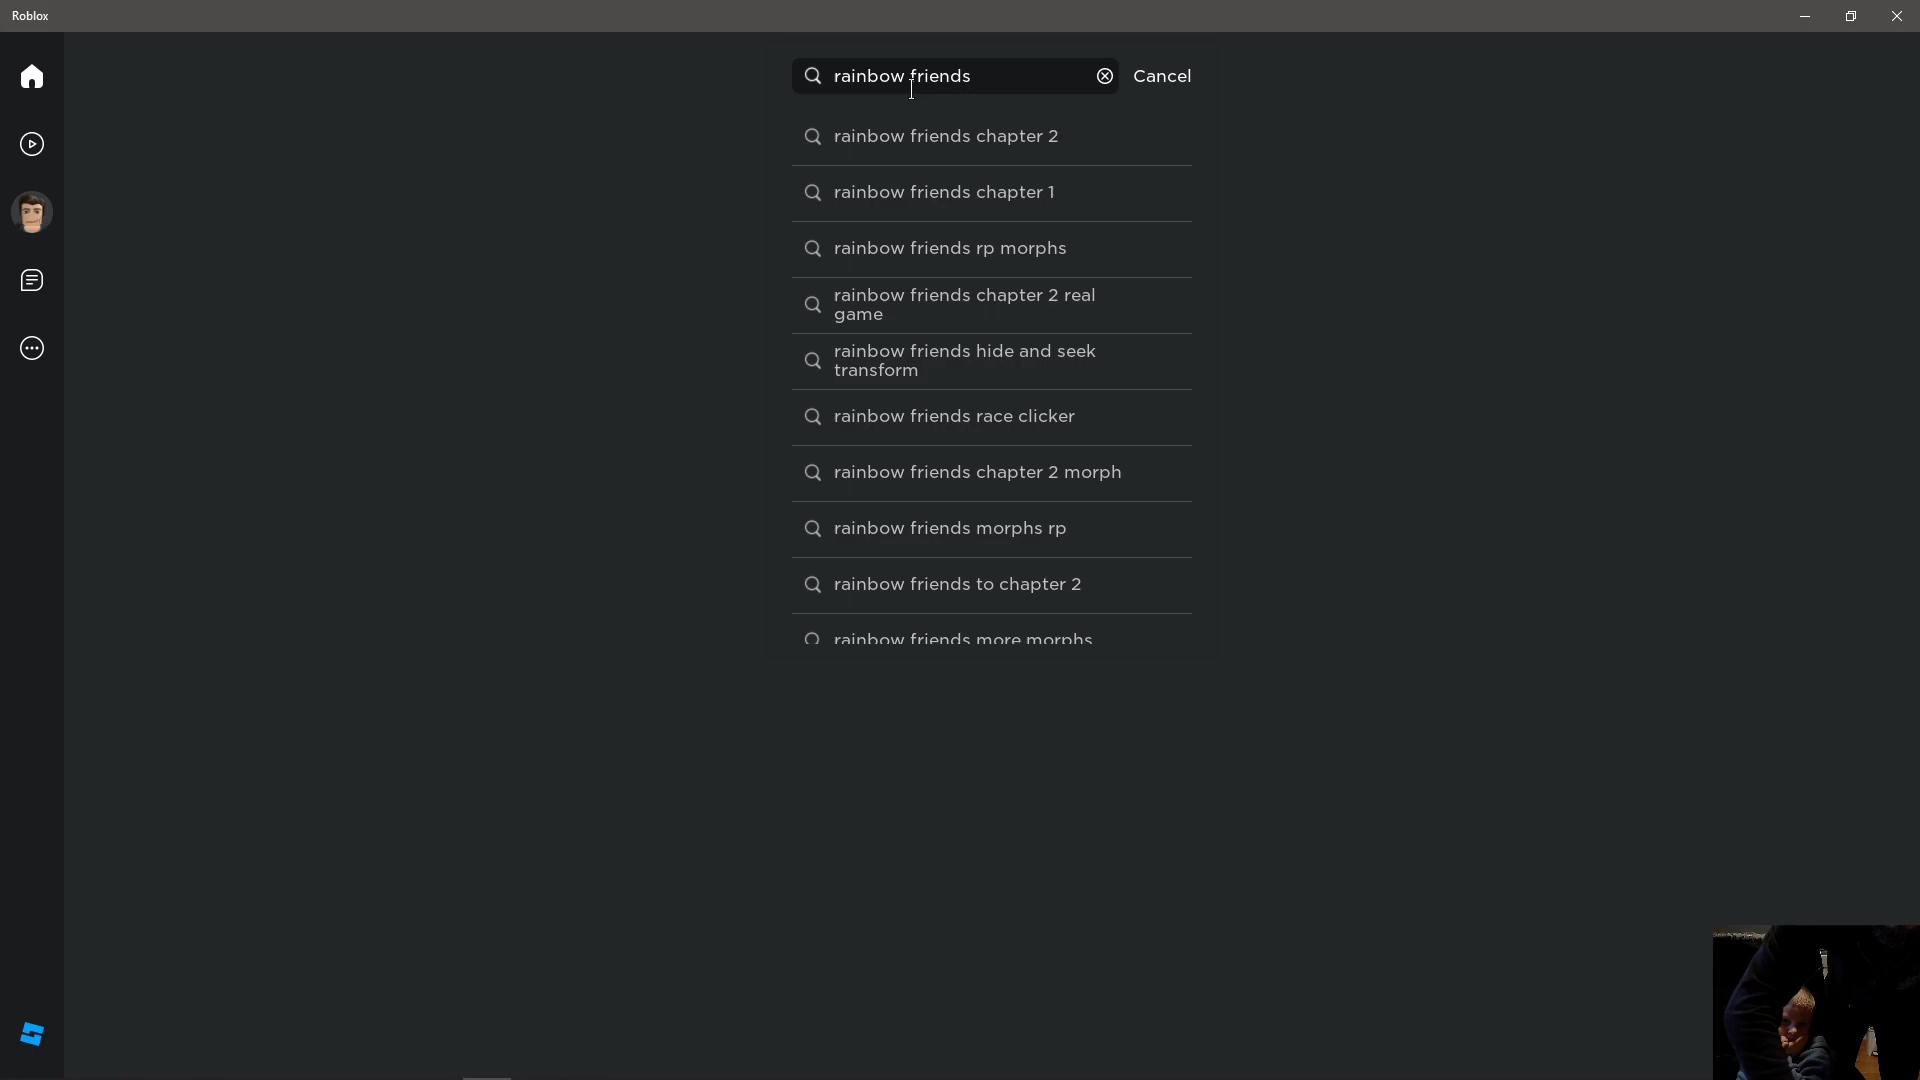 Roblox
rainbow friends
Cancel
rainbow friends chapter 2
rainbow friends chapter 1
rainbow friends rp morphs
rainbow friends chapter 2 real
game
rainbow friends hide and seek
transform
rainbow friends race clicker
rainbow friends chapter 2 morph
rainbow friends morphs rp
rainbow friends to chapter 2
rainbow friends more morphs